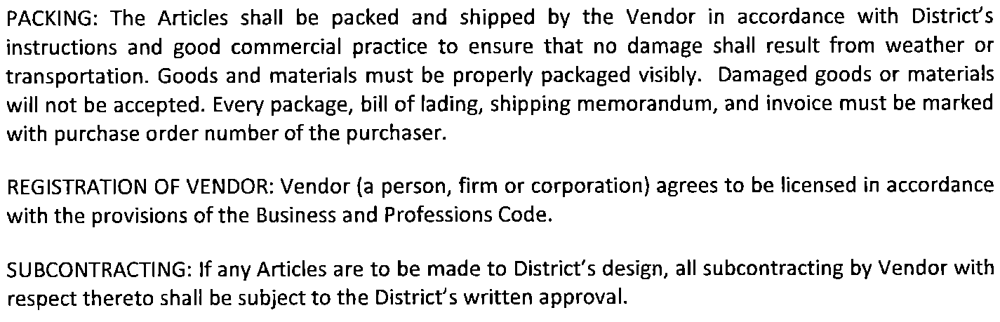 PACKING: The Articles shall be packed and shipped by the Vendor in accordance with District's
instructions and good commercial practice to ensure that no damage shall result from weather or
transportation. Goods and materials must be properly packaged visibly.  Damaged goods or materials
will not be accepted. Every package, bill of lading, shipping memorandum, and invoice must be marked
with purchase order number of the purchaser.
REGISTRATION OF VENDOR: Vendor (a person, firm or corporation) agrees to be licensed in accordance
with the provisions of the Business and Professions Code.
SUBCONTRACTING: If any Articles are to be made to District's design, all subcontracting by Vendor with
respect thereto shall be subject to the District's written approval.